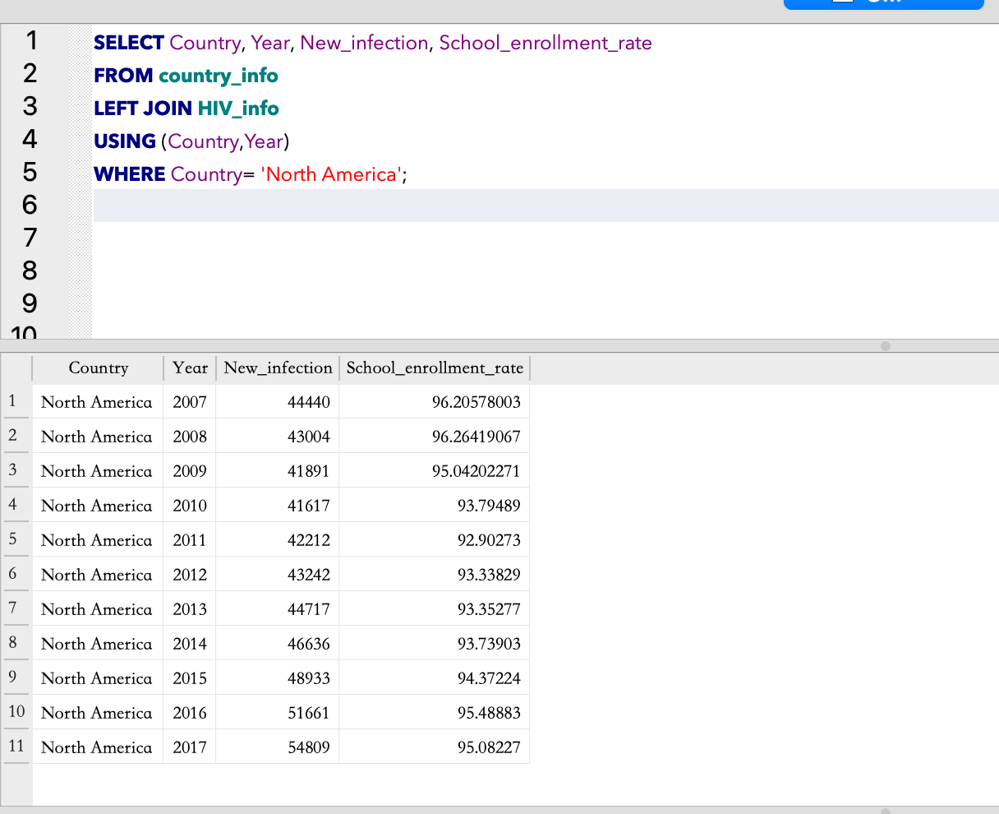 1 SELECT Country, Year, New_infection, School_enrollment_rate
2 FROM country_info
3 LEFT JOIN HIV_info
4 USING (Country,Year)
5 WHERE Country= 'North America';
6
7
8
9
10
Country Year New_infection School_enrollment_rate
1 North America 2007 44440 96.20578003
2 North America 2008 43004 96.26419067
3 North America 2009 41891 95.04202271
4 North America 2010 41617 93.79489
5 North America 2011 42212 92.90273
6 North America 2012 43242 93.33829
7 North America 2013 44717 93.35277
8 North America 2014 46636 93.73903
9 North America 2015 48933 94.37224
10 North America 2016 51661 95.48883
11 North America 2017 54809 95.08227